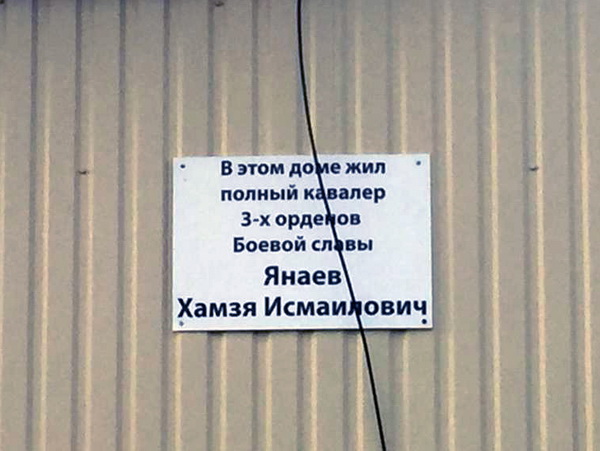 В этом доме жил
полный кавалер
3-х орденов
Боевой славы
Янаев
Хамзя Исмаилович